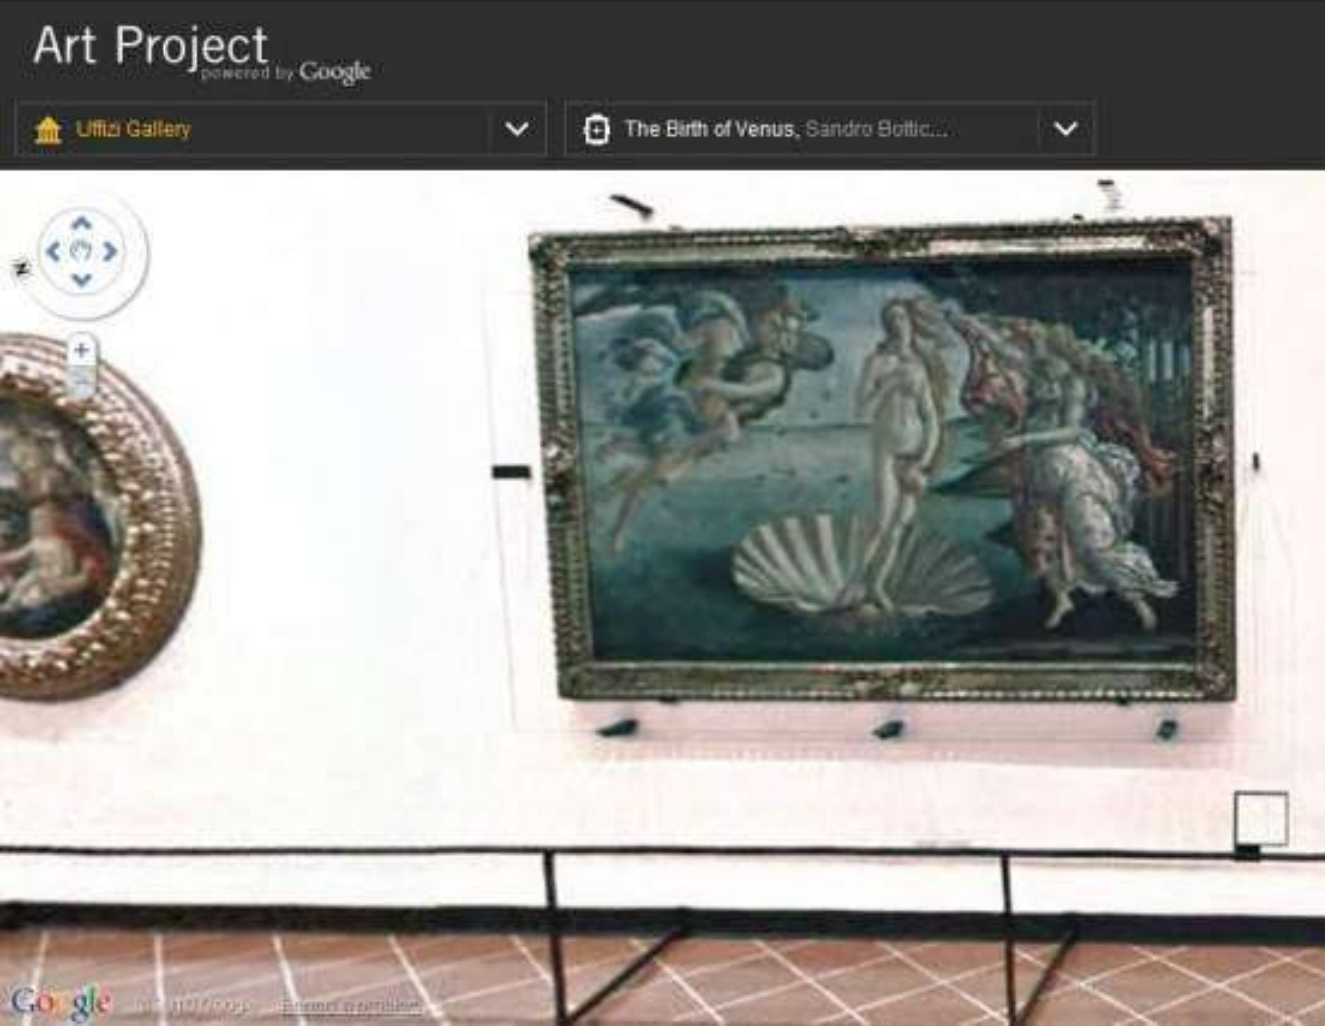 Art Project
powered by Google
Uffizi Gallery
The Birth of Venus, Sandro Bottic...
Google